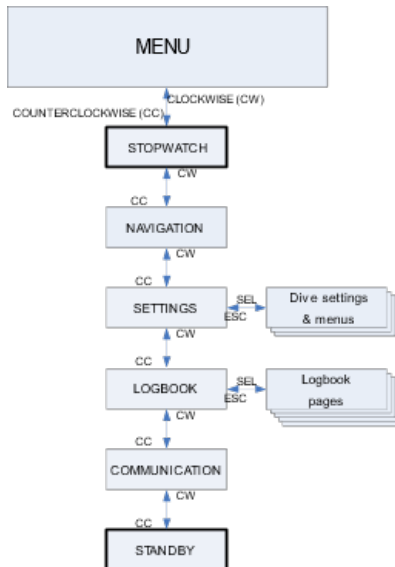 MENU
CLOCKWISE (CW)
COUNTERCLOCKWISE (CC)
STOPWATCH
CW
CC
NAVIGATION
CW
CC
SETTINGS
SEL
ESC
Dive settings
& menus
CW
CC
LOGBOOK
SEL
ESC
Logbook
pages
CW
CC
COMMUNICATION
CW
CC
STANDBY